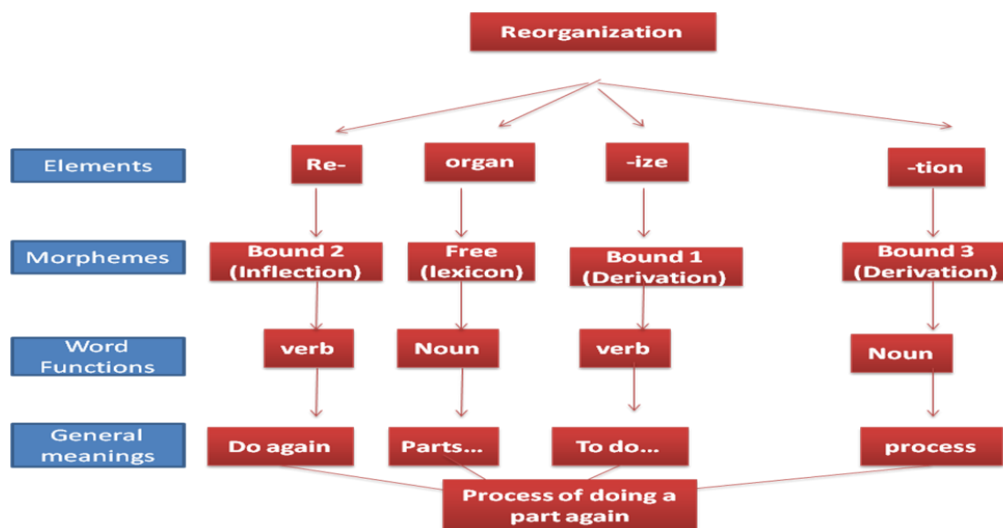 Reorganization
Elements
Re-
organ
-ize
-tion
Morphemes
Bound 2
(Inflection)
Free
(lexicon)
Bound 1
(Derivation)
Bound 3
(Derivation)
Word
Functions
verb
Noun
verb
Noun
General
meanings
Do again
Parts...
To do...
process
Process of doing a
part again